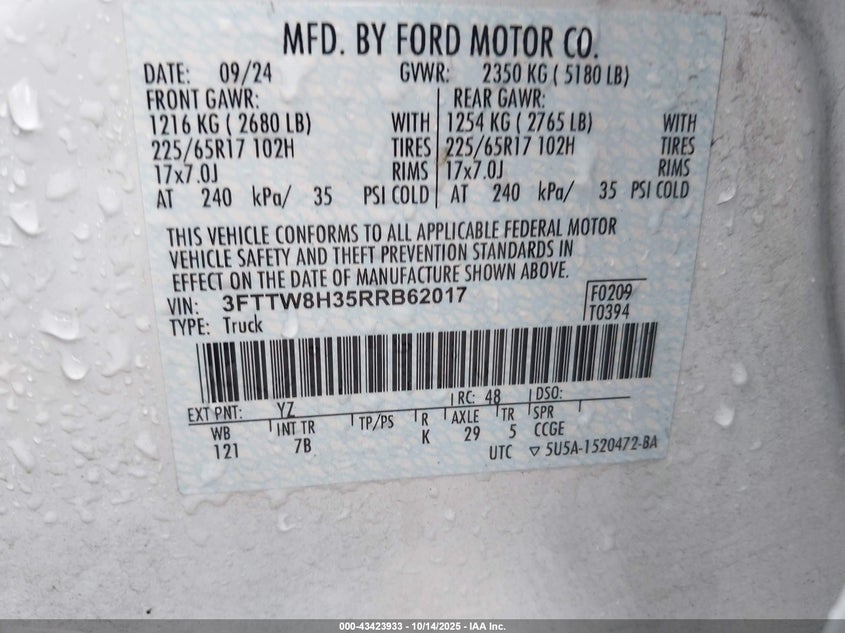 MFD. BY FORD MOTOR CO.
DATE: 09/24 GVWR: 2350 KG ( 5180 LB)
FRONT GAWR: REAR GAWR:
1216 KG ( 2680 LB) WITH 1254 KG ( 2765 LB) WITH
225/65R17 102H TIRES 225/65R17 102H TIRES
17x7.0J RIMS 17x7.0J RIMS
AT 240 kPa/ 35 PSI COLD AT 240 kPa/ 35 PSI COLD
THIS VEHICLE CONFORMS TO ALL APPLICABLE FEDERAL MOTOR
VEHICLE SAFETY AND THEFT PREVENTION STANDARDS IN
EFFECT ON THE DATE OF MANUFACTURE SHOWN ABOVE.
VIN: 3FTTW8H35RRB62017 F0209
TYPE: Truck T0394
EXT PNT: YZ RC: 48 DSO:
WB INT TR TP/PS R AXLE TR SPR
121 7B K 29 5 CCGE
UTC ▽ 5U5A-1520472-BA
000-43423933 - 10/14/2025 - IAA Inc.